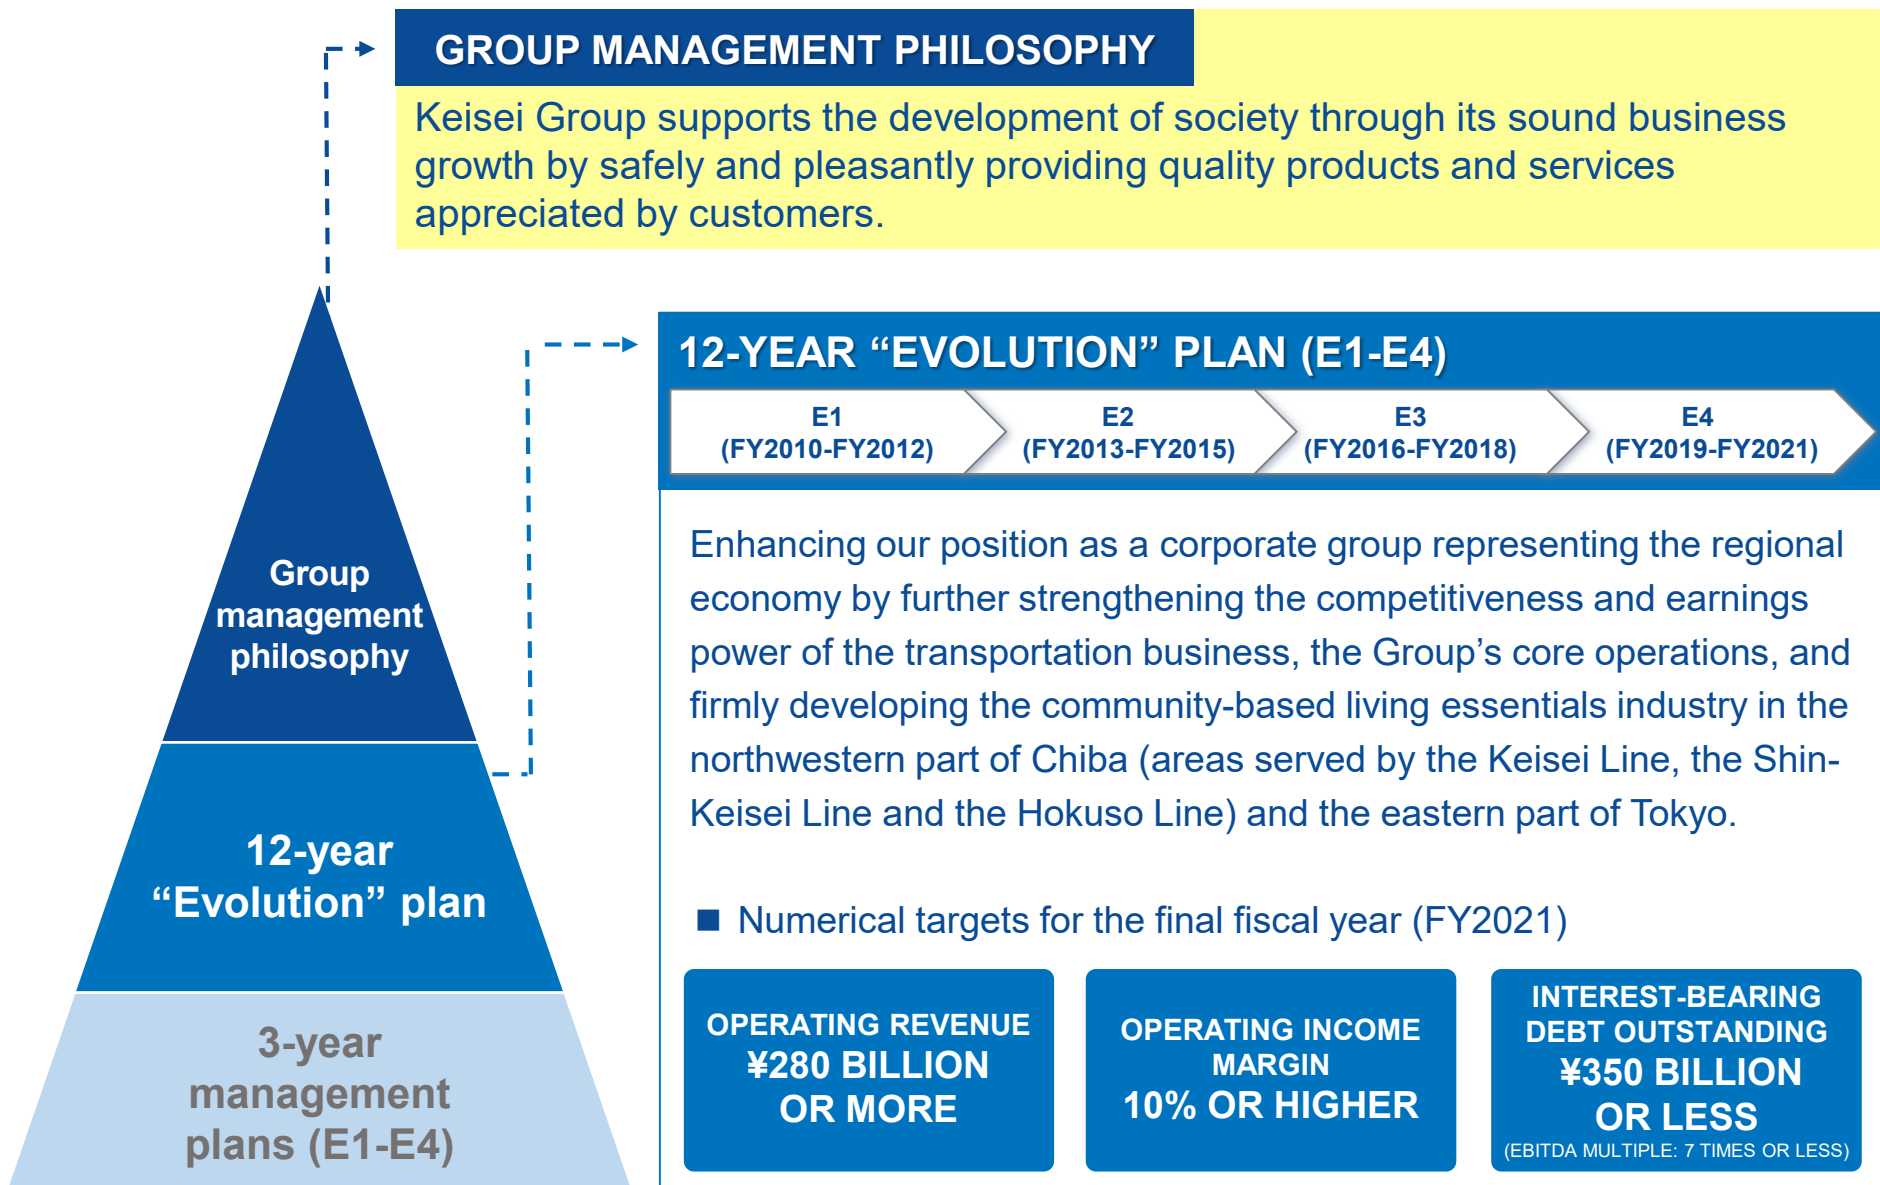 GROUP MANAGEMENT PHILOSOPHY
Keisei Group supports the development of society through its sound business
growth by safely and pleasantly providing quality products and services
appreciated by customers.
Group
management
philosophy
12-year
“Evolution” plan
3-year
management
plans (E1-E4)
12-YEAR “EVOLUTION” PLAN (E1-E4)
E1
(FY2010-FY2012)
E2
(FY2013-FY2015)
E3
(FY2016-FY2018)
E4
(FY2019-FY2021)
Enhancing our position as a corporate group representing the regional
economy by further strengthening the competitiveness and earnings
power of the transportation business, the Group’s core operations, and
firmly developing the community-based living essentials industry in the
northwestern part of Chiba (areas served by the Keisei Line, the Shin-
Keisei Line and the Hokuso Line) and the eastern part of Tokyo.
■ Numerical targets for the final fiscal year (FY2021)
OPERATING REVENUE
¥280 BILLION
OR MORE
OPERATING INCOME
MARGIN
10% OR HIGHER
INTEREST-BEARING
DEBT OUTSTANDING
¥350 BILLION
OR LESS
(EBITDA MULTIPLE: 7 TIMES OR LESS)